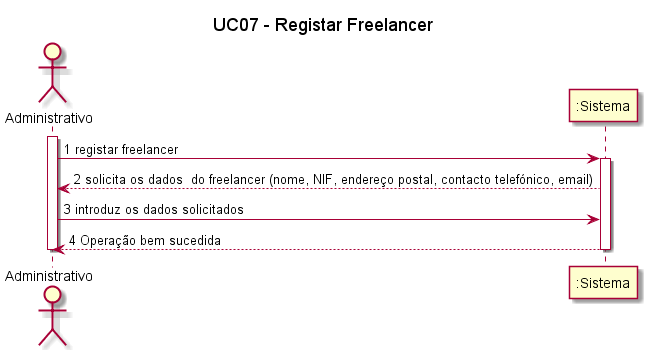 UC07 - Registar Freelancer
Administrativo
:Sistema
1 registar freelancer
2 solicita os dados  do freelancer (nome, NIF, endereço postal, contacto telefónico, email)
3 introduz os dados solicitados
4 Operação bem sucedida
Administrativo
:Sistema